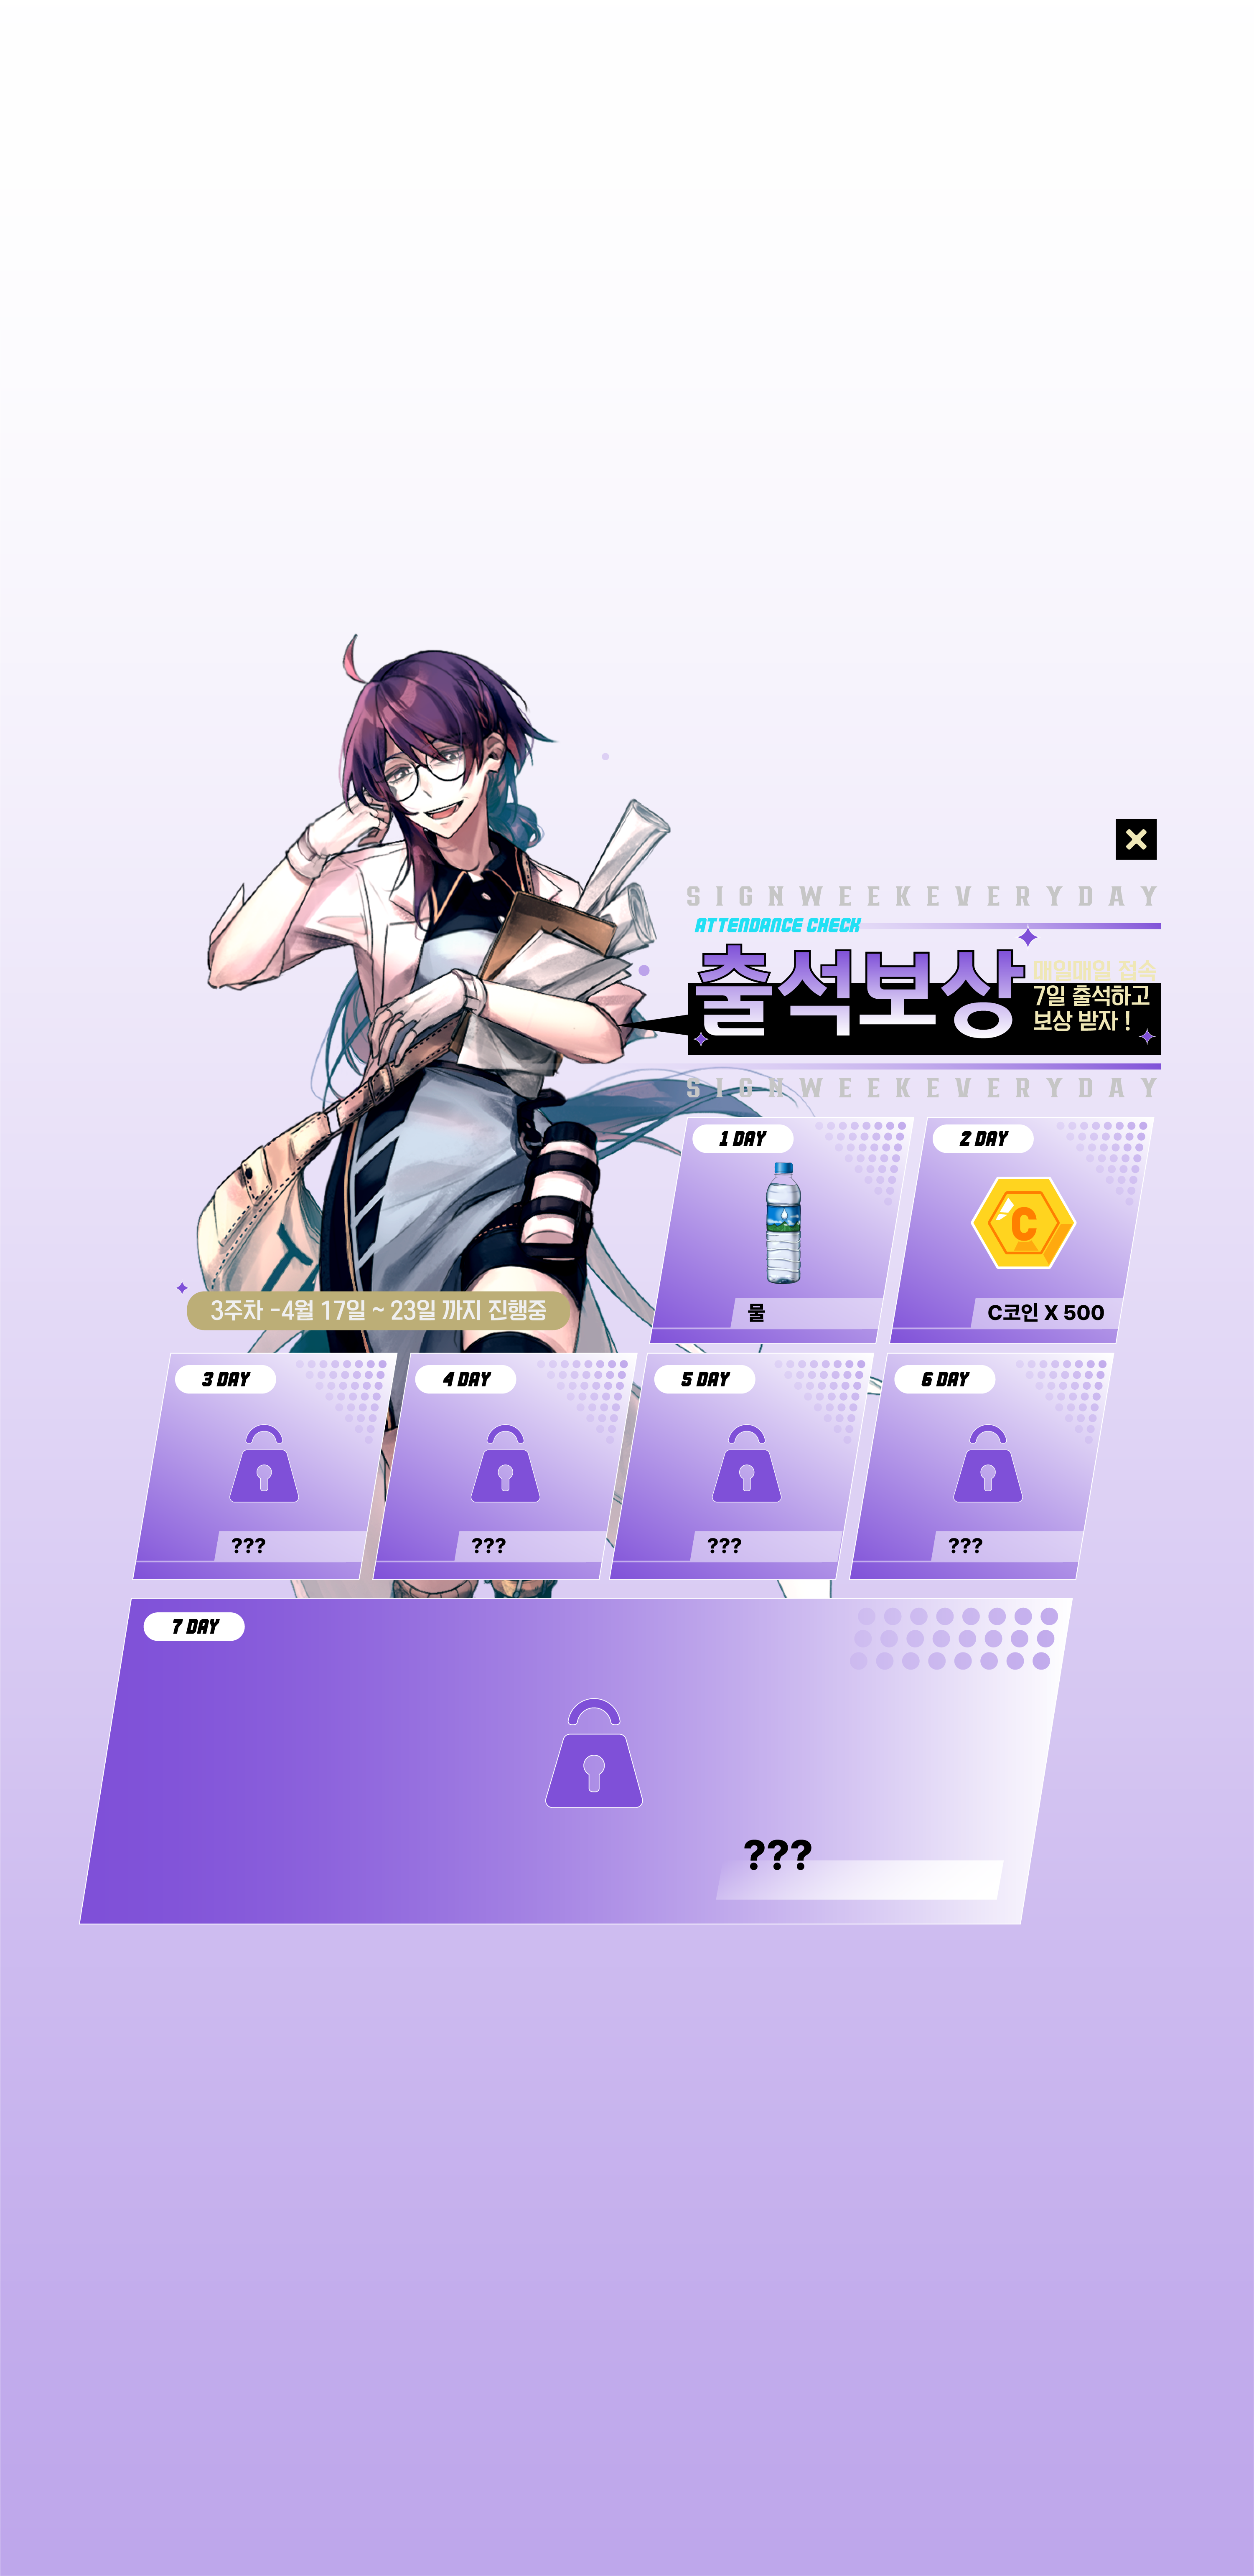 SIGNWEEKEVERYDAY
ATTENDANCE CHECK
출석보상
매일매일 접속
7일 출석하고
보상 받자 !
SIGNWEEKEVERYDAY
1 DAY
물
2 DAY
C
C코인 X 500
3주차 -4월 17일 ~ 23일 까지 진행중
3 DAY
???
4 DAY
???
5 DAY
???
6 DAY
???
7 DAY
???